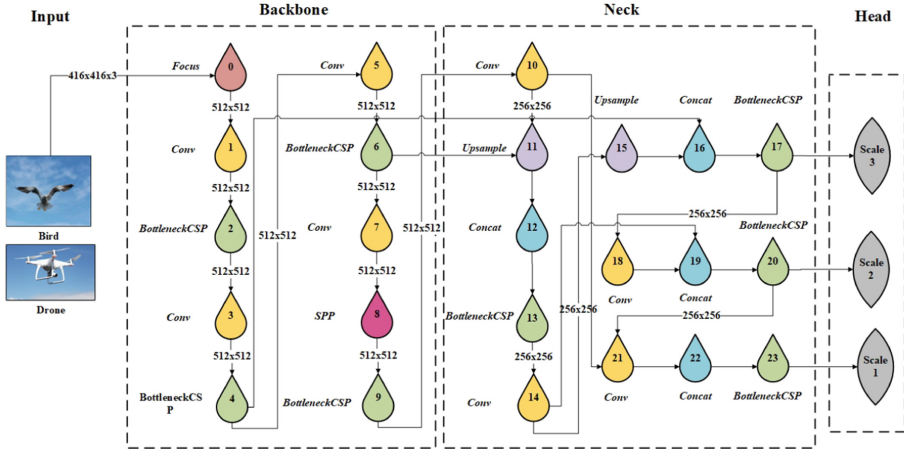 Input
Backbone
Neck
Head
416x416x3
Focus
0
512x512
Conv
1
512x512
BottleneckCSP
2
512x512
Conv
3
512x512
BottleneckCS
P
4
512x512
Conv
5
512x512
BottleneckCSP
6
512x512
Conv
7
512x512
SPP
8
512x512
BottleneckCSP
9
512x512
Conv
10
256x256
Upsample
11
Concat
12
BottleneckCSP
13
256x256
Conv
14
256x256
Upsample
15
Concat
16
BottleneckCSP
17
256x256
18
Conv
19
Concat
BottleneckCSP
20
256x256
21
Conv
22
Concat
23
BottleneckCSP
Scale
3
Scale
2
Scale
1
Bird
Drone